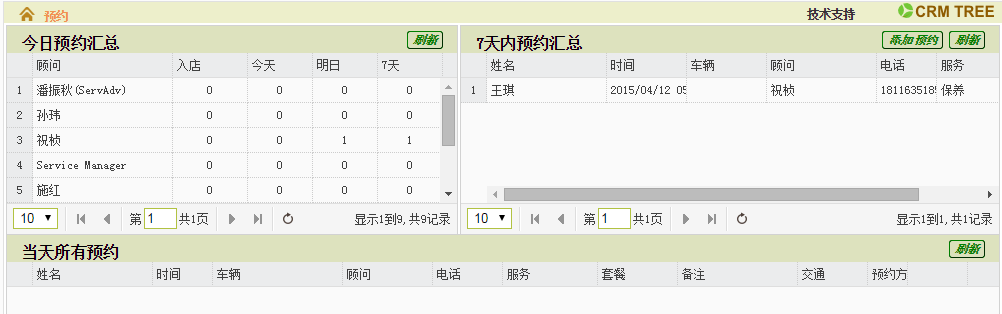 预约 技术支持 CRM TREE
今日预约汇总 刷新
顾问 入店 今天 明日 7天
1 潘振秋(ServAdv) 0 0 0 0
2 孙玮 0 0 0 0
3 祝桢 0 0 1 1
4 Service Manager 0 0 0 0
5 施红 0 0 0 0
10 第 1 共1页 显示1到9,共9记录
7天内预约汇总 添加预约 刷新
姓名 时间 车辆 顾问 电话 服务
1 王琪 2015/04/12 05 祝桢 1811635185 保养
10 第 1 共1页 显示1到1,共1记录
当天所有预约 刷新
姓名 时间 车辆 顾问 电话 服务 套餐 备注 交通 预约方